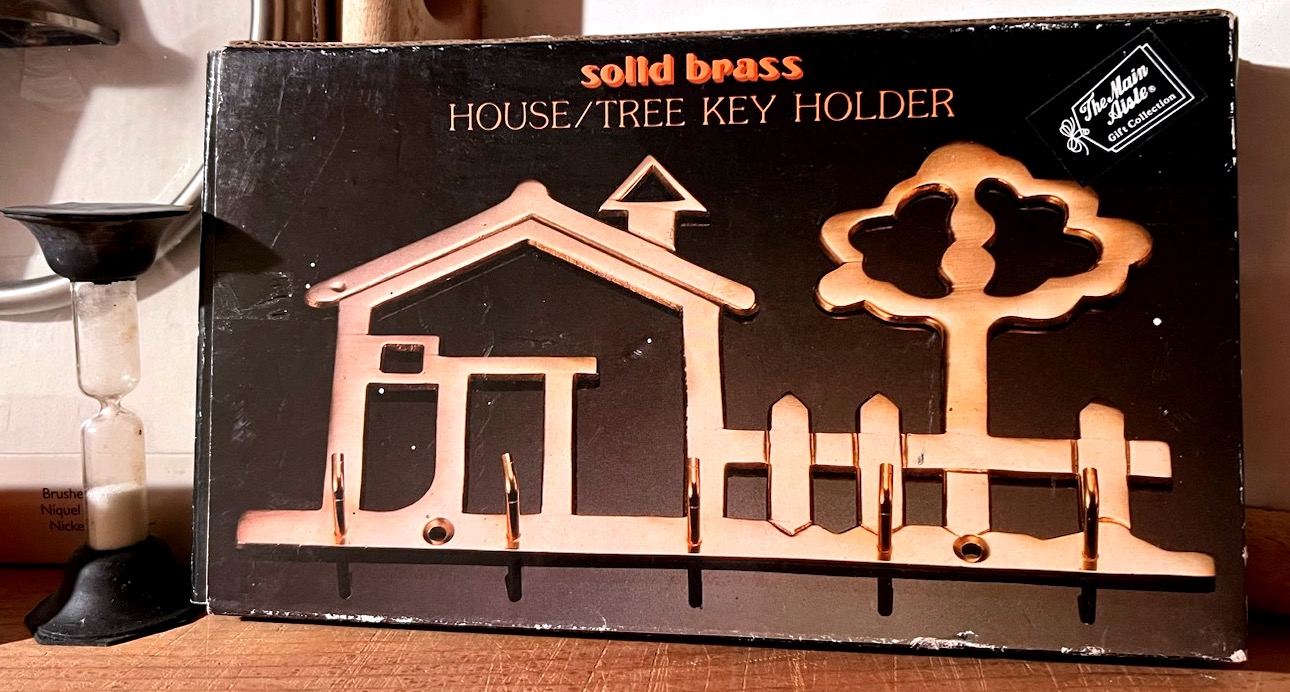 solid brass
HOUSE/TREE KEY HOLDER
The Main
Aisle®
Gift Collection
Brushe
Níquel
Nicke